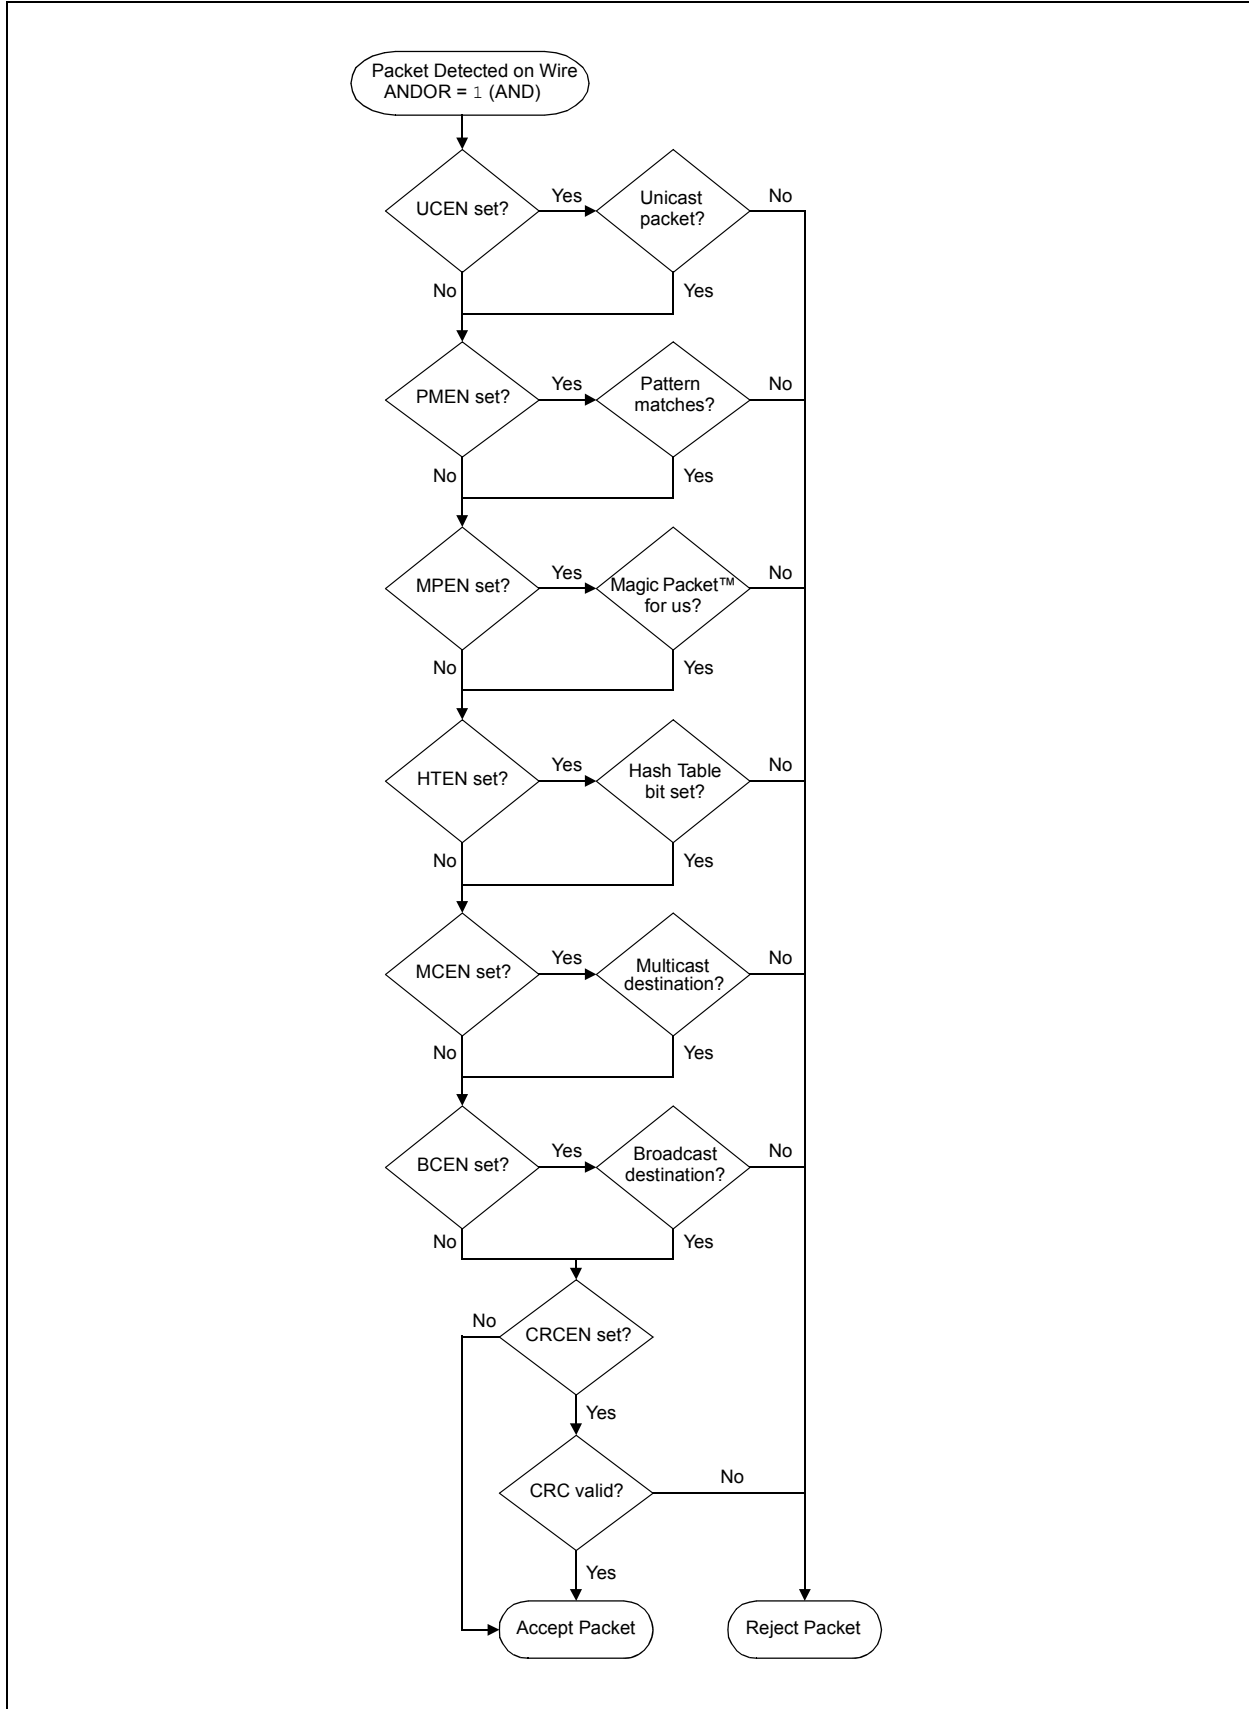 Packet Detected on Wire
ANDOR = 1 (AND)
UCEN set?
Yes
Unicast
packet?
No
No
Yes
PMEN set?
Yes
Pattern
matches?
No
No
Yes
MPEN set?
Yes
Magic Packet™
for us?
No
No
Yes
HTEN set?
Yes
Hash Table
bit set?
No
No
Yes
MCEN set?
Yes
Multicast
destination?
No
No
Yes
BCEN set?
Yes
Broadcast
destination?
No
No
Yes
No
CRCEN set?
Yes
CRC valid?
No
Yes
Accept Packet
Reject Packet